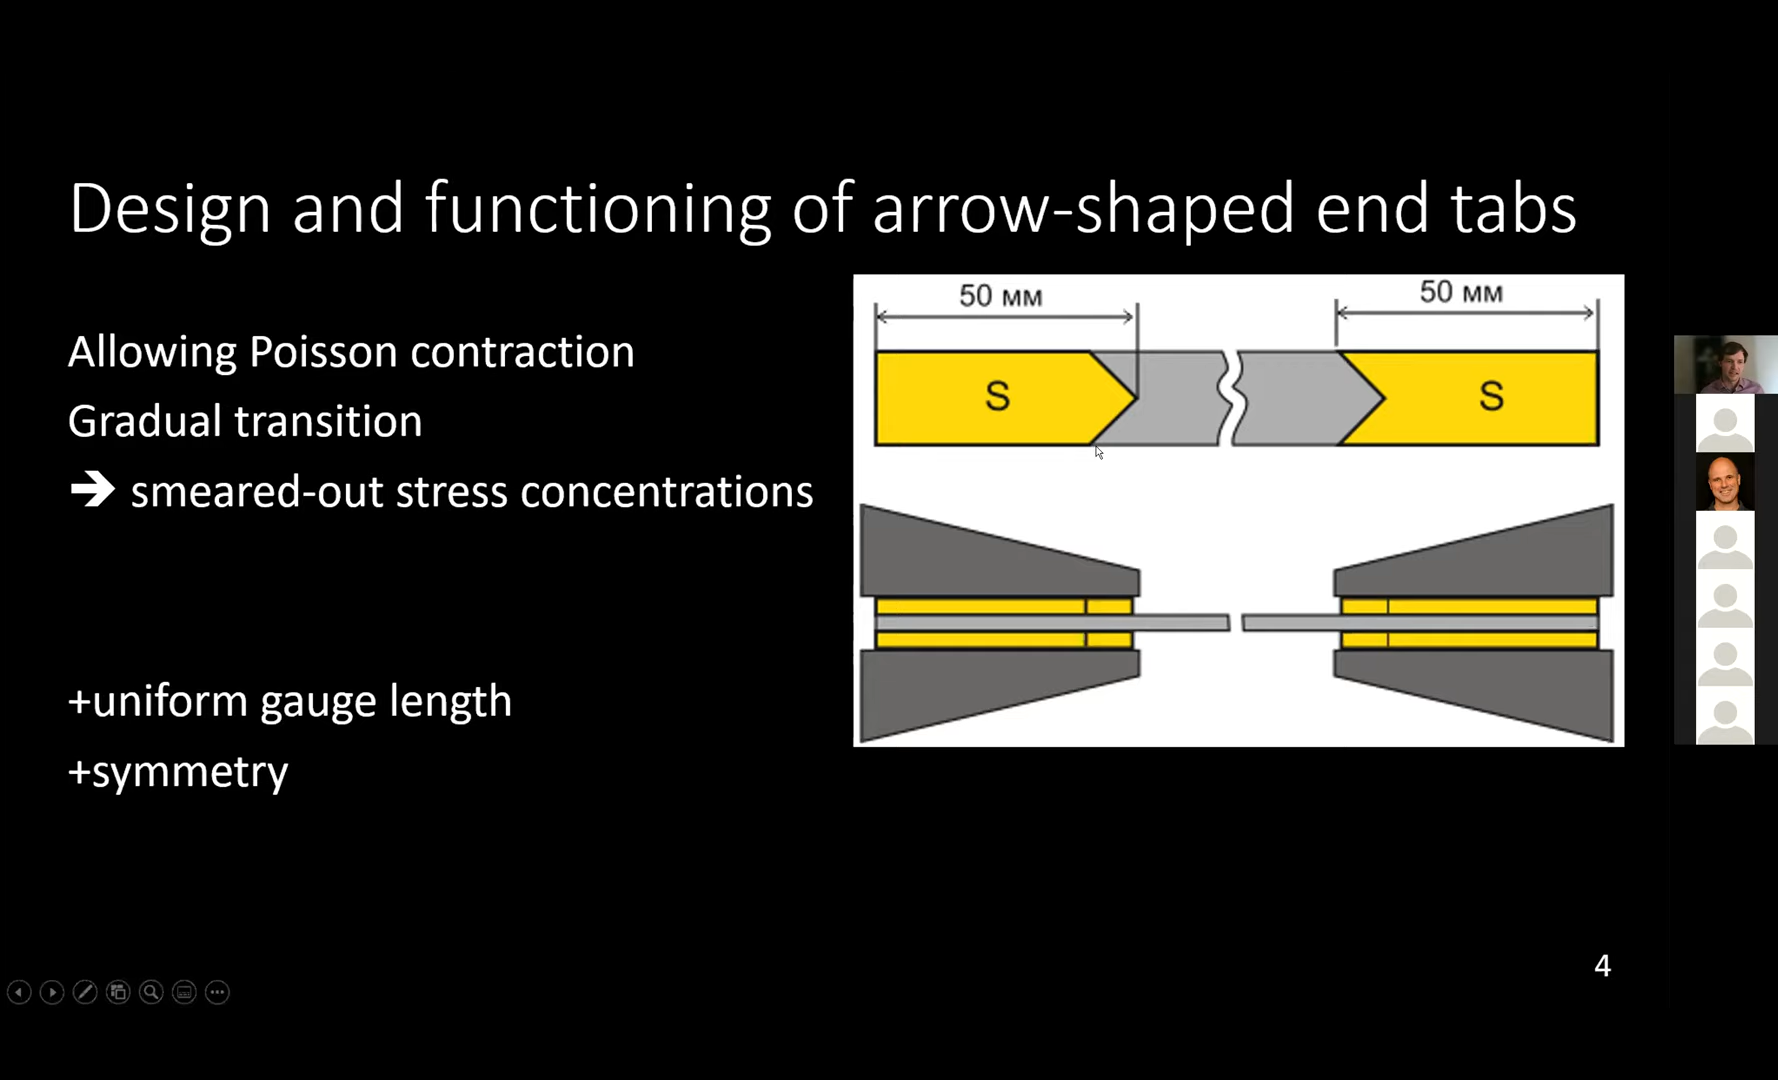 Design and functioning of arrow-shaped end tabs
Allowing Poisson contraction
Gradual transition
➔ smeared-out stress concentrations
+uniform gauge length
+symmetry
50 мм
50 мм
S
S
4